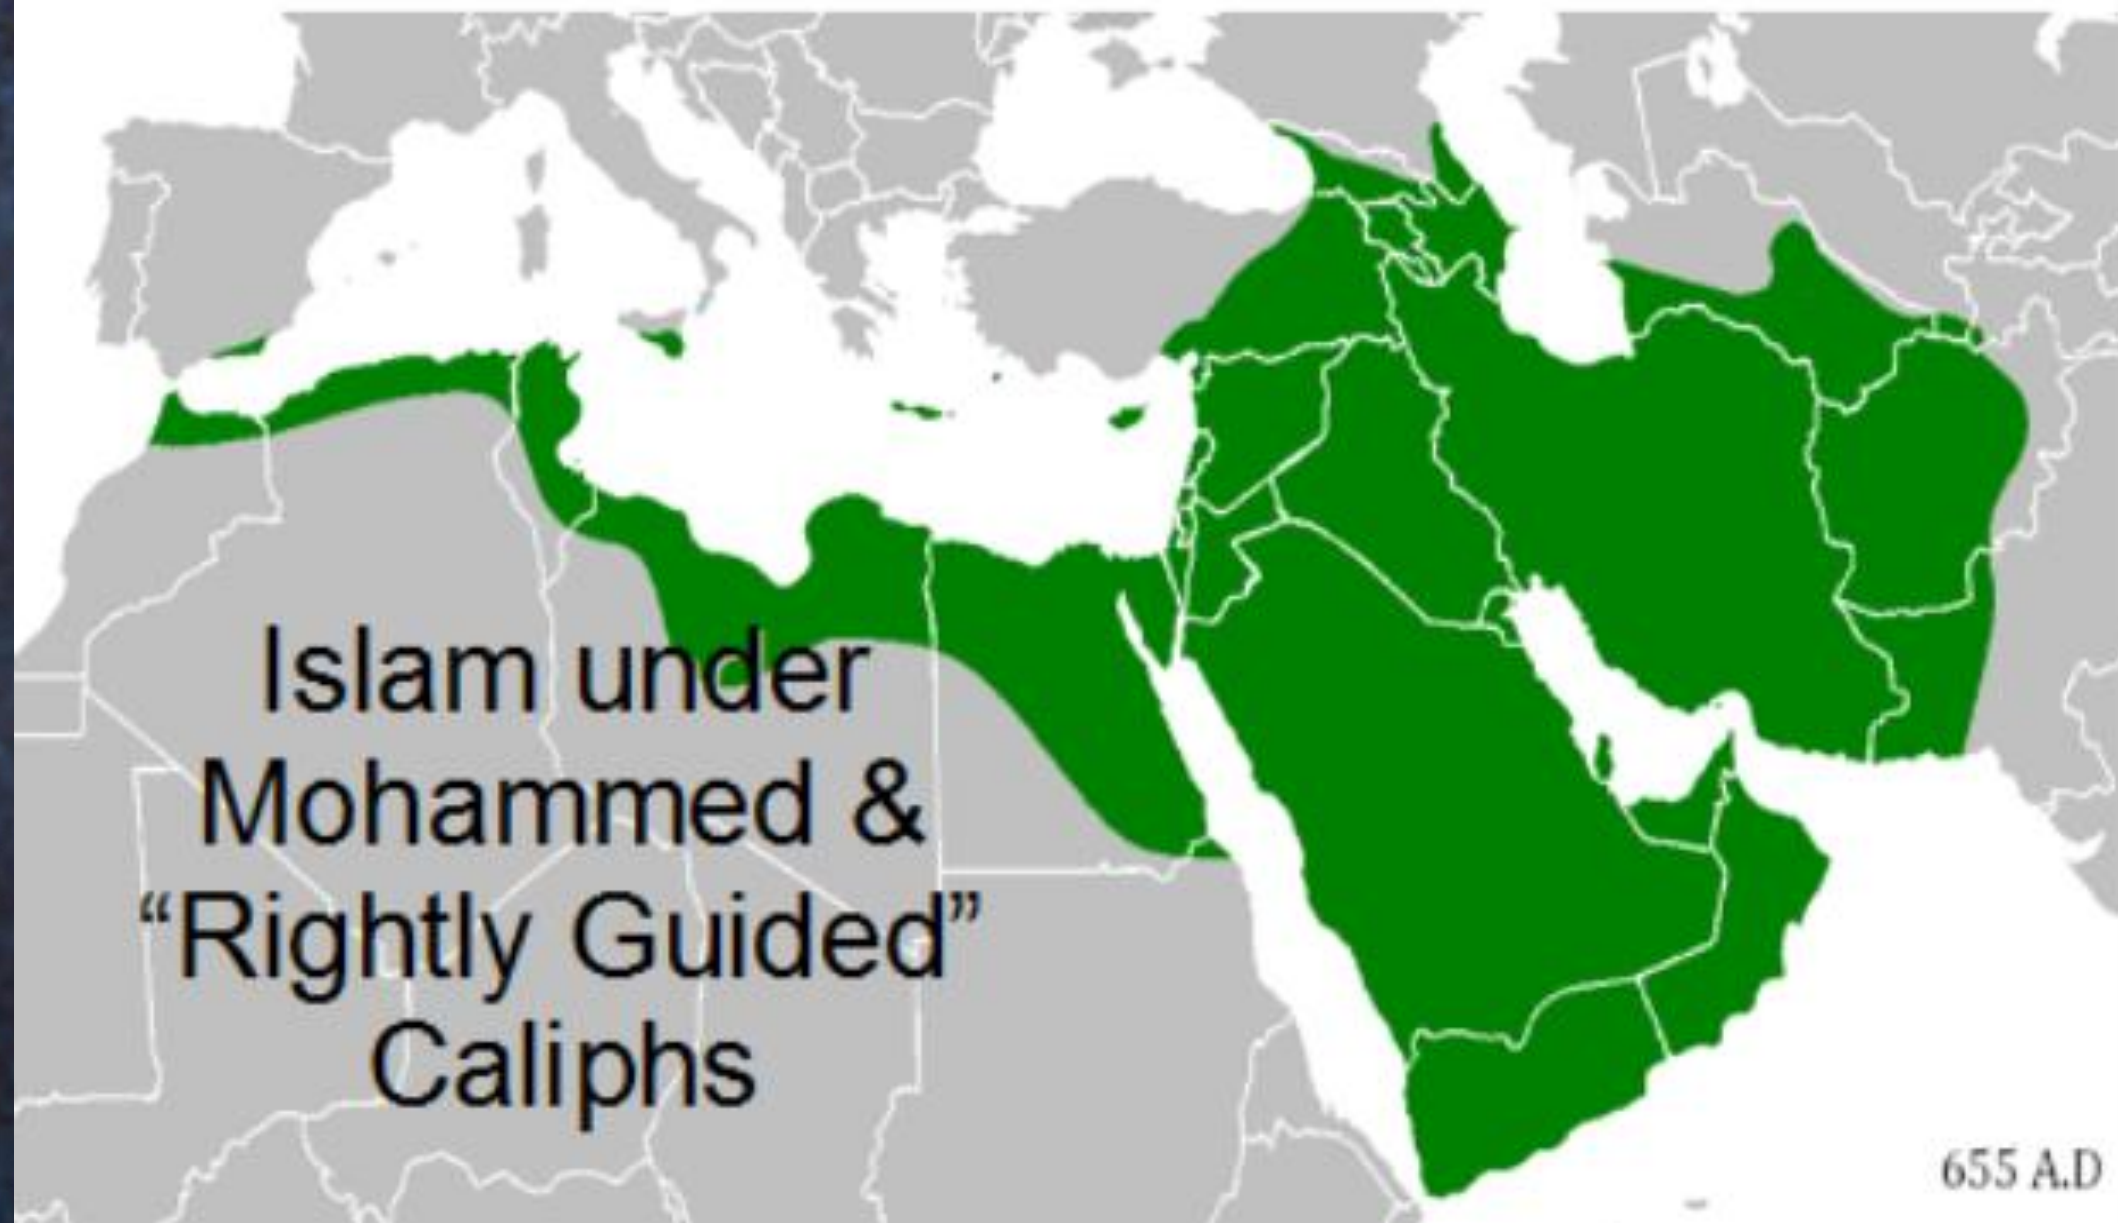 Islam under
Mohammed &
“Rightly Guided”
Caliphs
655 A.D